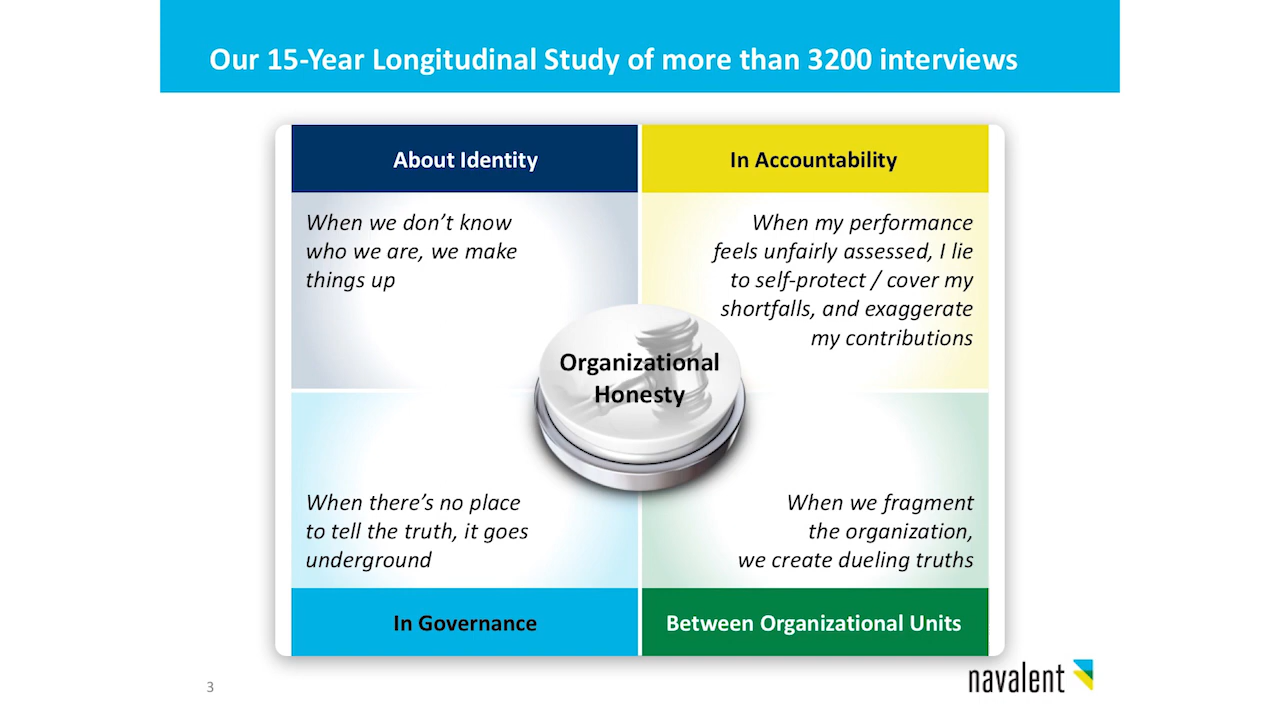 Our 15-Year Longitudinal Study of more than 3200 interviews
About Identity
When we don’t know
who we are, we make
things up
In Accountability
When my performance
feels unfairly assessed, I lie
to self-protect / cover my
shortfalls, and exaggerate
my contributions
Organizational
Honesty
When there’s no place
to tell the truth, it goes
underground
In Governance
When we fragment
the organization,
we create dueling truths
Between Organizational Units
3
navalent